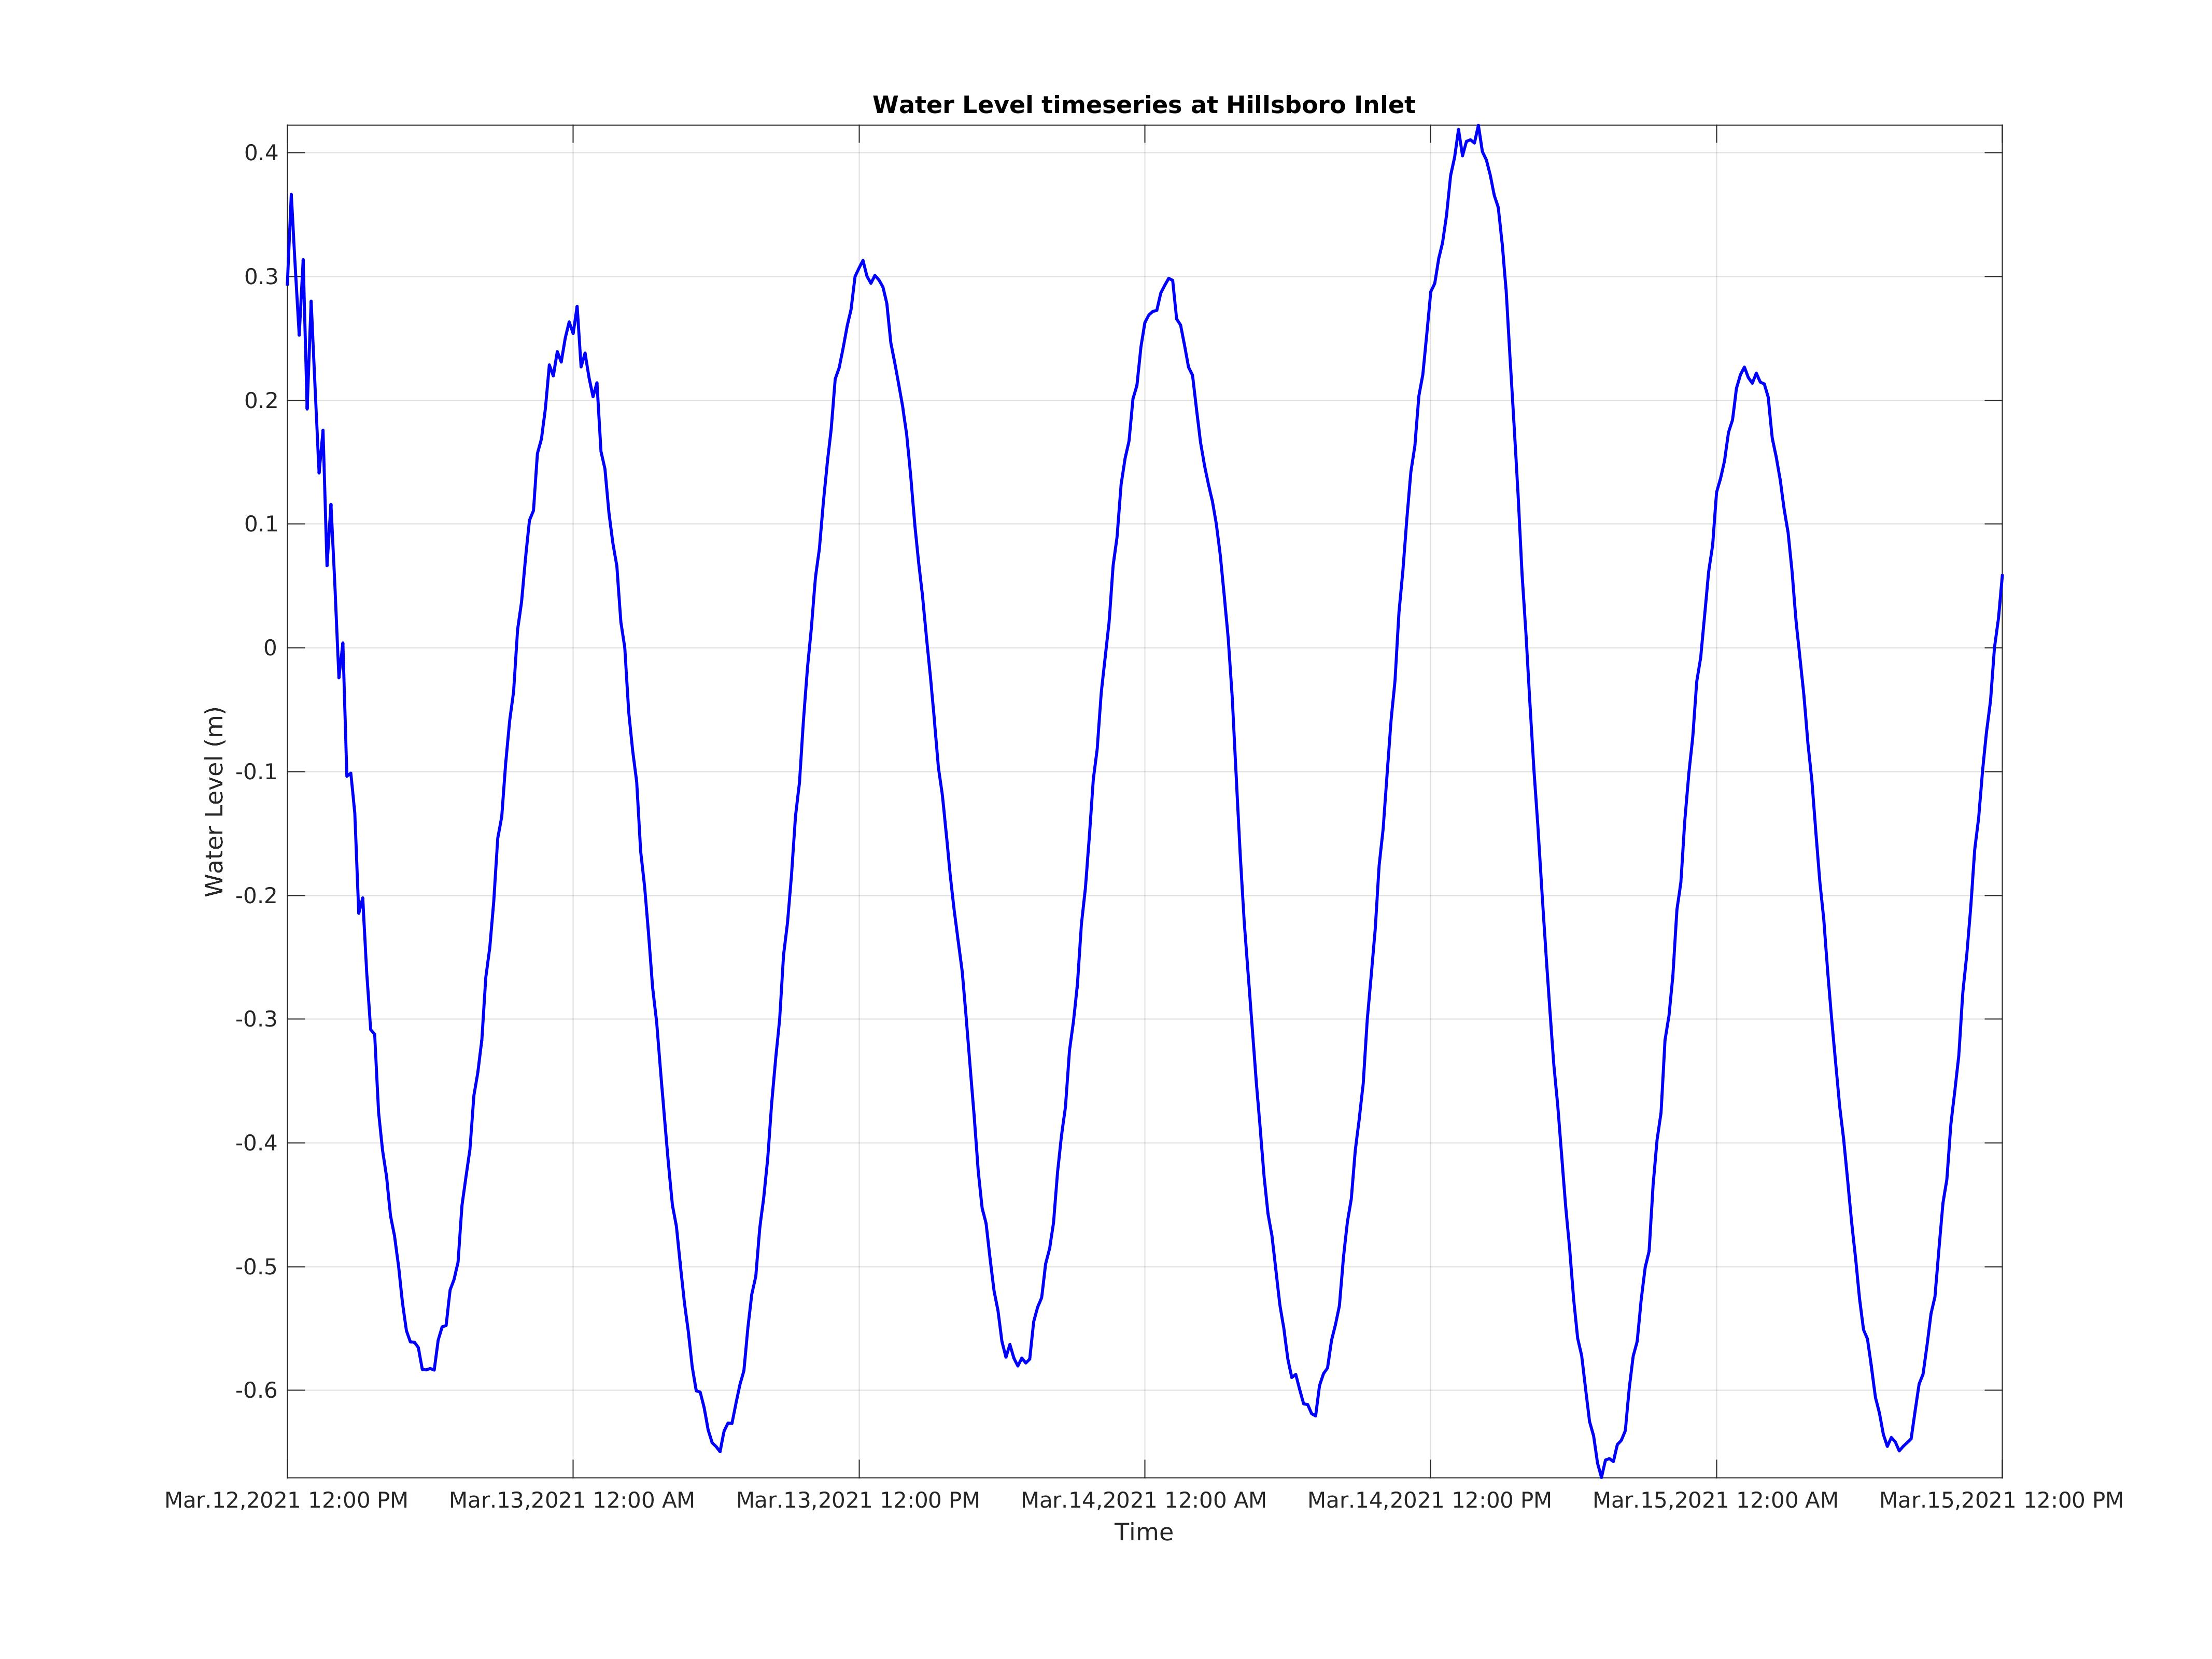 Water Level timeseries at Hillsboro Inlet
0.4
0.3
0.2
0.1
0
-0.1
-0.2
-0.3
-0.4
-0.5
-0.6
Water Level (m)
Mar.12,2021 12:00 PM
Mar.13,2021 12:00 AM
Mar.13,2021 12:00 PM
Mar.14,2021 12:00 AM
Mar.14,2021 12:00 PM
Mar.15,2021 12:00 AM
Mar.15,2021 12:00 PM
Time